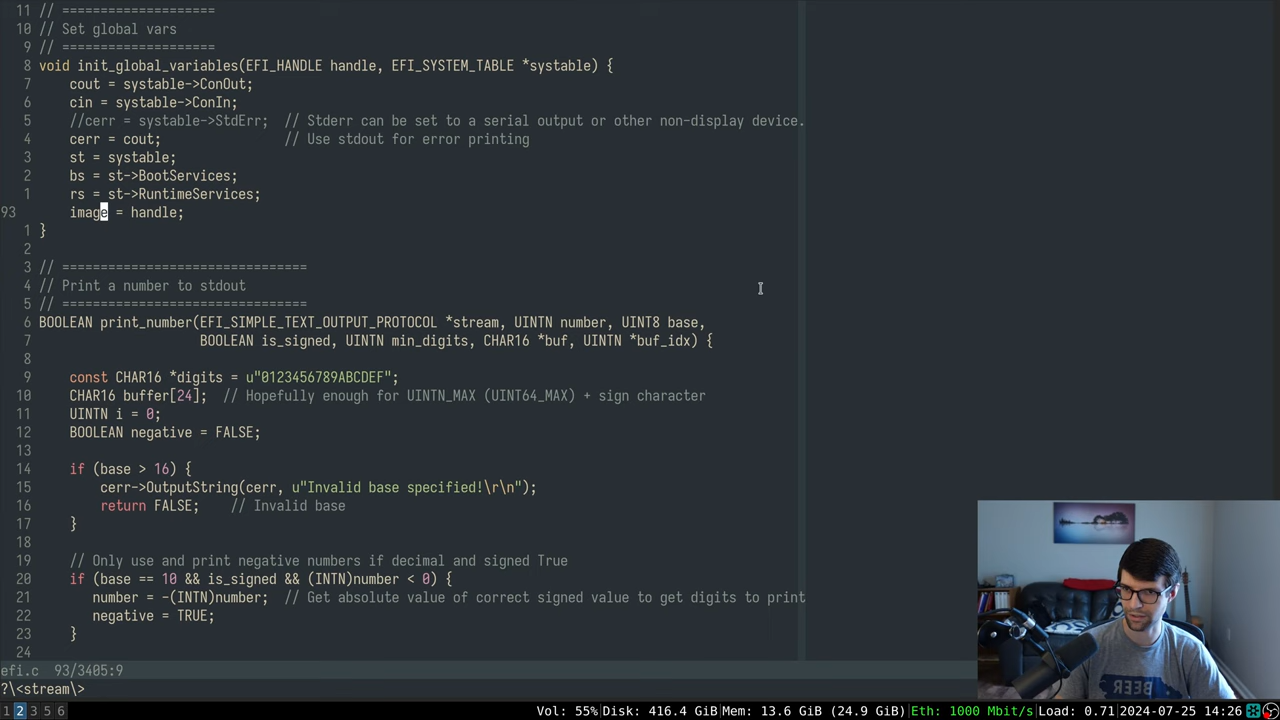 11 // ====================
10 // Set global vars
9 // ====================
8 void init_global_variables(EFI_HANDLE handle, EFI_SYSTEM_TABLE *systable) {
7 cout = systable->ConOut;
6 cin = systable->ConIn;
5 //cerr = systable->StdErr; // Stderr can be set to a serial output or other non-display device.
4 cerr = cout; // Use stdout for error printing
3 st = systable;
2 bs = st->BootServices;
1 rs = st->RuntimeServices;
93 image = handle;
1 }
2
3 // ================================
4 // Print a number to stdout
5 // ================================
6 BOOLEAN print_number(EFI_SIMPLE_TEXT_OUTPUT_PROTOCOL *stream, UINTN number, UINT8 base,
7 BOOLEAN is_signed, UINTN min_digits, CHAR16 *buf, UINTN *buf_idx) {
8
9 const CHAR16 *digits = u"0123456789ABCDEF";
10 CHAR16 buffer[24]; // Hopefully enough for UINTN_MAX (UINT64_MAX) + sign character
11 UINTN i = 0;
12 BOOLEAN negative = FALSE;
13
14 if (base > 16) {
15 cerr->OutputString(cerr, u"Invalid base specified!\r\n");
16 return FALSE; // Invalid base
17 }
18
19 // Only use and print negative numbers if decimal and signed True
20 if (base == 10 && is_signed && (INTN)number < 0) {
21 number = -(INTN)number; // Get absolute value of correct signed value to get digits to print
22 negative = TRUE;
23 }
24
efi.c 93/3405:9
?\<stream\>
1 2 3 5 6 Vol: 55% Disk: 416.4 GiB Mem: 13.6 GiB (24.9 GiB) Eth: 1000 Mbit/s Load: 0.71 2024-07-25 14:26
BEER